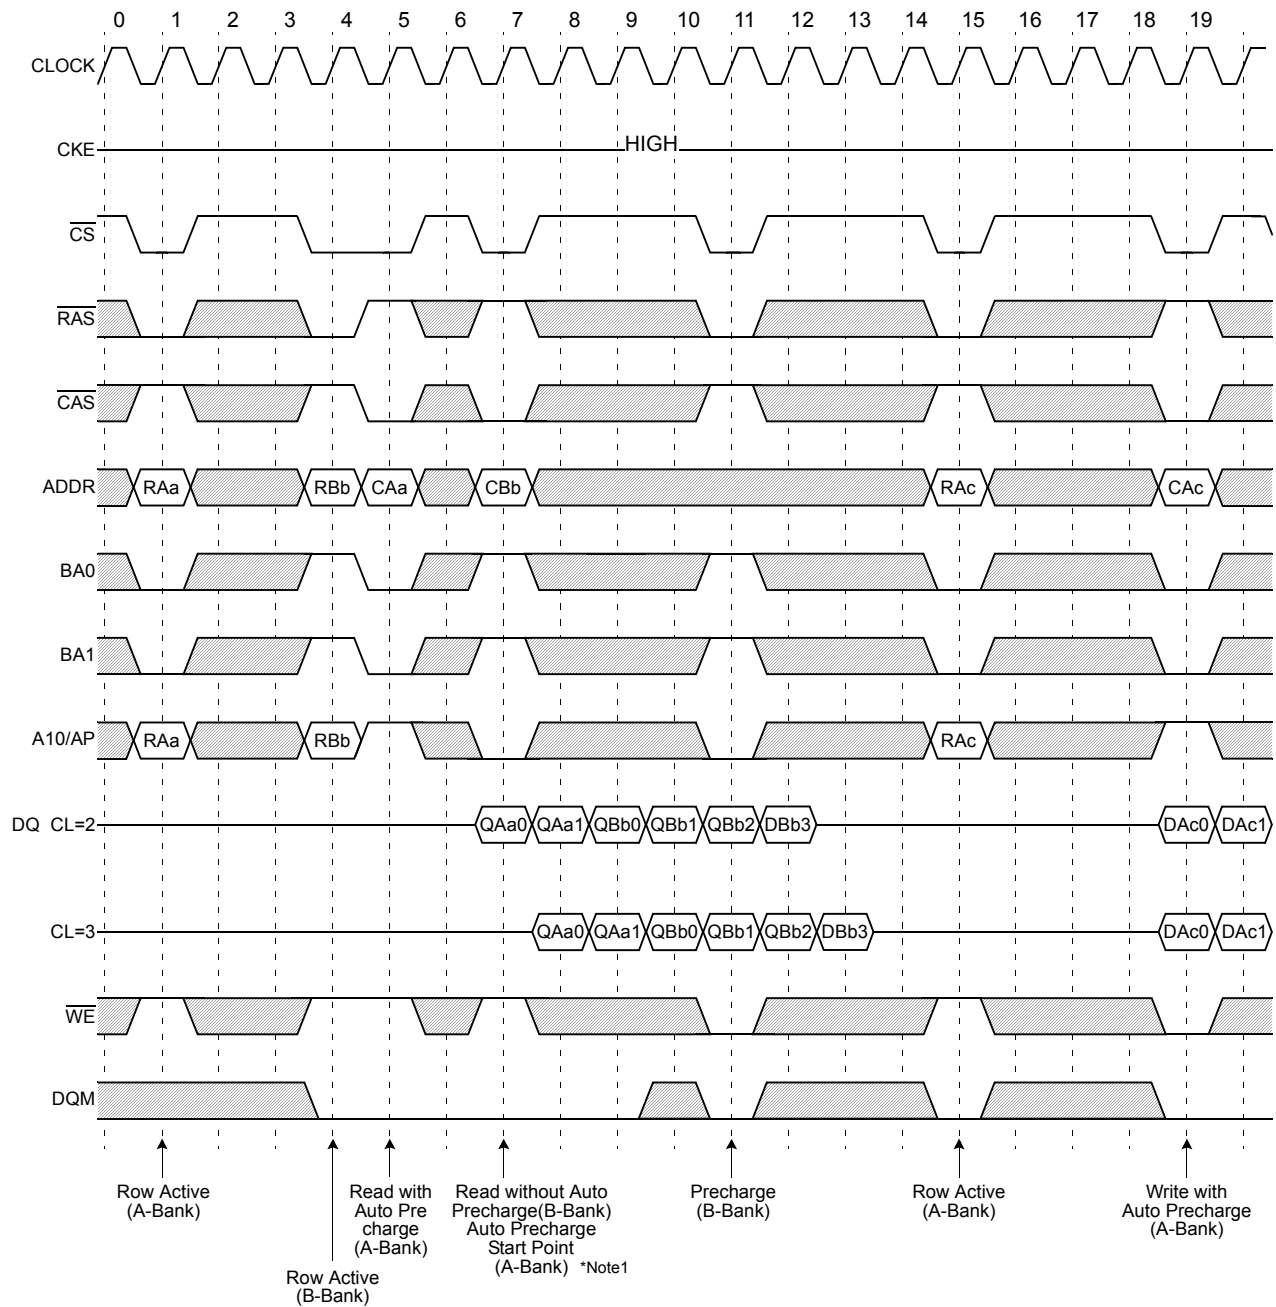 0 1 2 3 4 5 6 7 8 9 10 11 12 13 14 15 16 17 18 19
CLOCK
CKE HIGH
CS
RAS
CAS
ADDR RAa RBb CAa CBb RAc CAc
BA0
BA1
A10/AP RAa RBb RAc
DQ CL=2 QAa0 QAa1 QBb0 QBb1 QBb2 DBb3 DAc0 DAc1
CL=3 QAa0 QAa1 QBb0 QBb1 QBb2 DBb3 DAc0 DAc1
WE
DQM
Row Active
(A-Bank)
Row Active
(B-Bank)
Read with
Auto Pre
charge
(A-Bank)
Read without Auto
Precharge(B-Bank)
Auto Precharge
Start Point
(A-Bank) *Note1
Precharge
(B-Bank)
Row Active
(A-Bank)
Write with
Auto Precharge
(A-Bank)